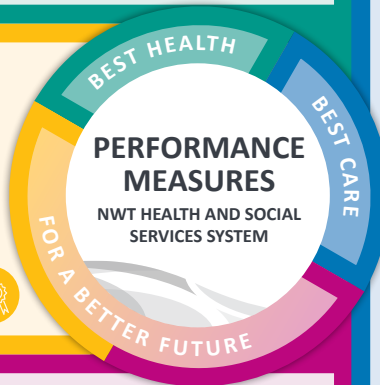 BEST HEALTH
BEST CARE
PERFORMANCE
MEASURES
NWT HEALTH AND SOCIAL
SERVICES SYSTEM
FOR A BETTER FUTURE